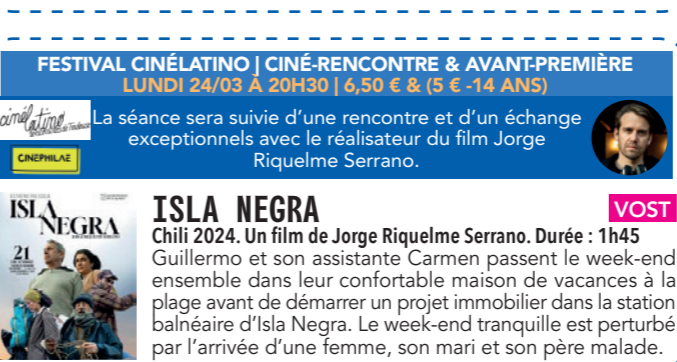 FESTIVAL CINÉLATINO | CINÉ-RENCONTRE & AVANT-PREMIÈRE
LUNDI 24/03 À 20H30 | 6,50 € & (5 € -14 ANS)
La séance sera suivie d’une rencontre et d’un échange
exceptionnels avec le réalisateur du film Jorge
Riquelme Serrano.
cinélatino
CINÉPHILAE
ISLA
NEGRA
21
ISLA NEGRA
VOST
Chili 2024. Un film de Jorge Riquelme Serrano. Durée : 1h45
Guillermo et son assistante Carmen passent le week-end
ensemble dans leur confortable maison de vacances à la
plage avant de démarrer un projet immobilier dans la station
balnéaire d’Isla Negra. Le week-end tranquille est perturbé
par l’arrivée d’une femme, son mari et son père malade.